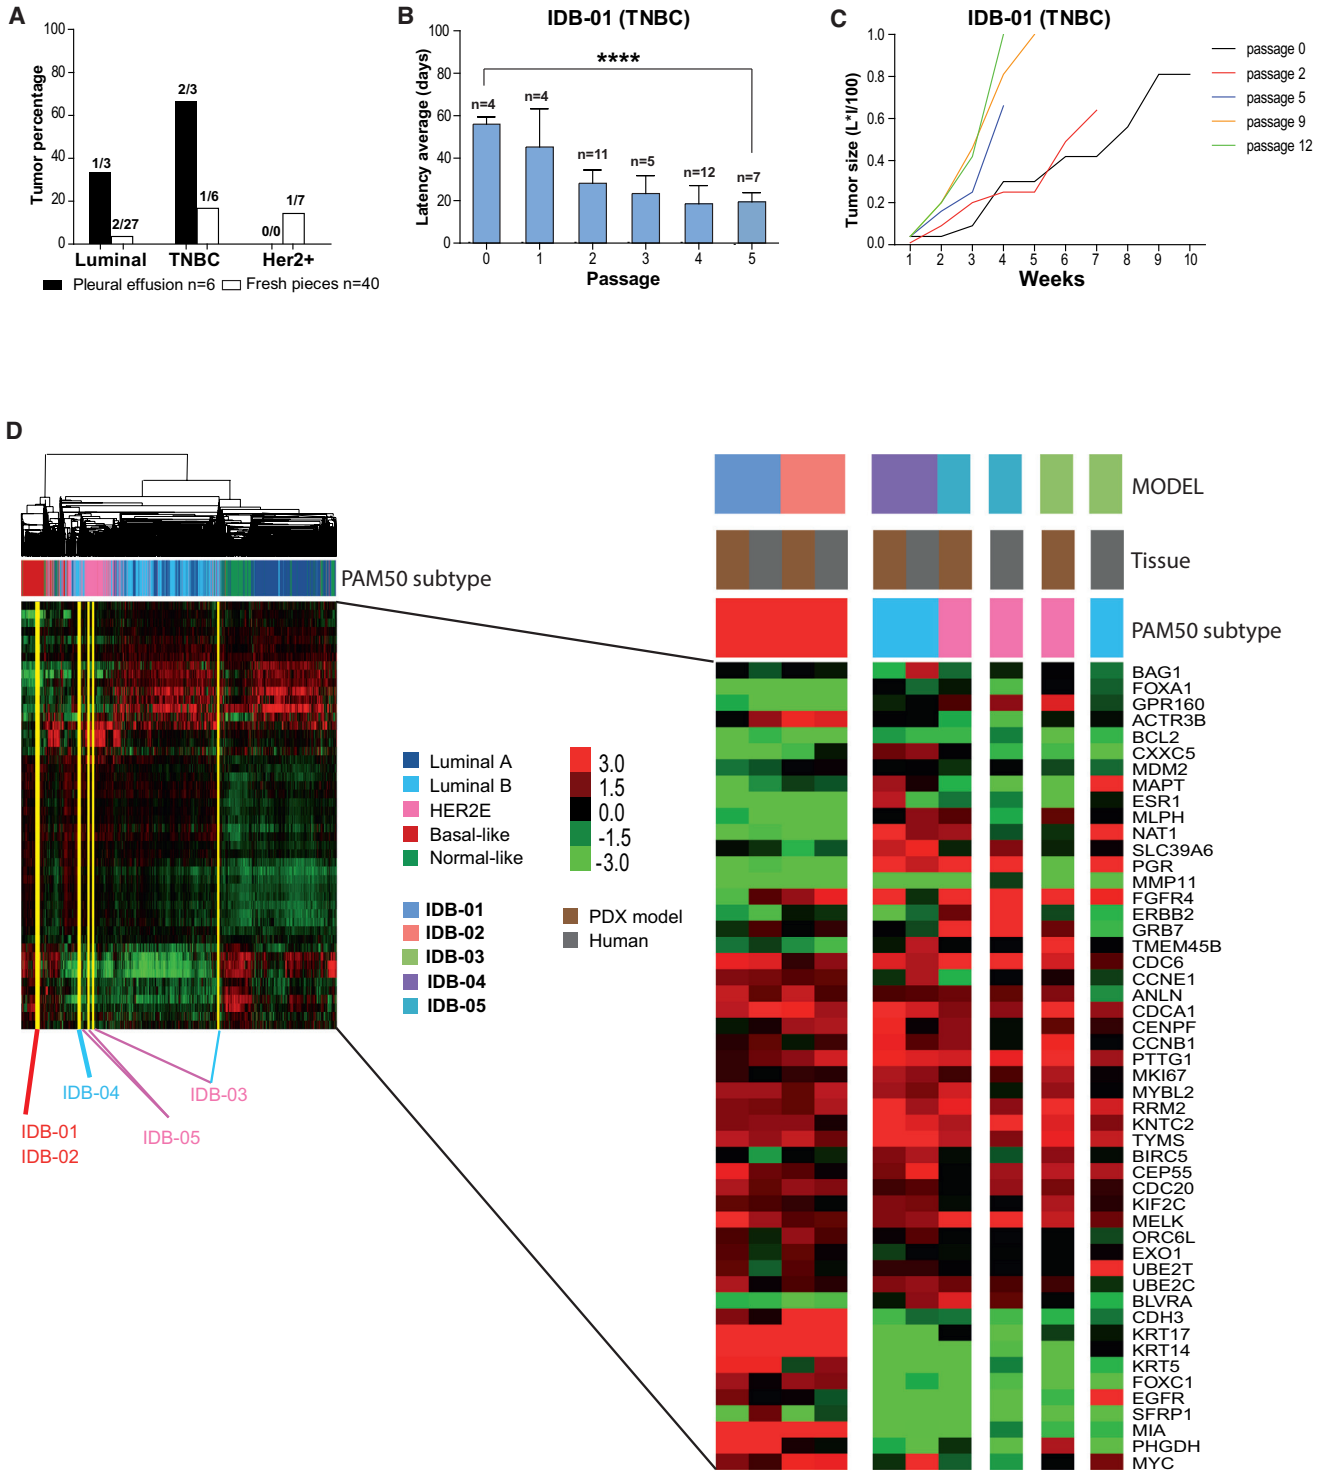 A
Tumor percentage
100
80
60
40
20
0
1/3
2/27
2/3
1/6
0/0
1/7
Luminal
TNBC
Her2+
Pleural effusion n=6
Fresh pieces n=40
B
IDB-01 (TNBC)
Latency average (days)
100
80
60
40
20
0
****
n=4
n=4
n=11
n=5
n=12
n=7
0 1 2 3 4 5
Passage
C
IDB-01 (TNBC)
Tumor size (L*l/100)
1.0
0.8
0.6
0.4
0.2
0.0
1 2 3 4 5 6 7 8 9 10
Weeks
passage 0
passage 2
passage 5
passage 9
passage 12
D
PAM50 subtype
IDB-04
IDB-03
IDB-05
IDB-01
IDB-02
Luminal A
Luminal B
HER2E
Basal-like
Normal-like
3.0
1.5
0.0
-1.5
-3.0
IDB-01
IDB-02
IDB-03
IDB-04
IDB-05
PDX model
Human
MODEL
Tissue
PAM50 subtype
BAG1
FOXA1
GPR160
ACTR3B
BCL2
CXXC5
MDM2
MAPT
ESR1
MLPH
NAT1
SLC39A6
PGR
MMP11
FGFR4
ERBB2
GRB7
TMEM45B
CDC6
CCNE1
ANLN
CDCA1
CENPF
CCNB1
PTTG1
MKI67
MYBL2
RRM2
KNTC2
TYMS
BIRC5
CEP55
CDC20
KIF2C
MELK
ORC6L
EXO1
UBE2T
UBE2C
BLVRA
CDH3
KRT17
KRT14
KRT5
FOXC1
EGFR
SFRP1
MIA
PHGDH
MYC